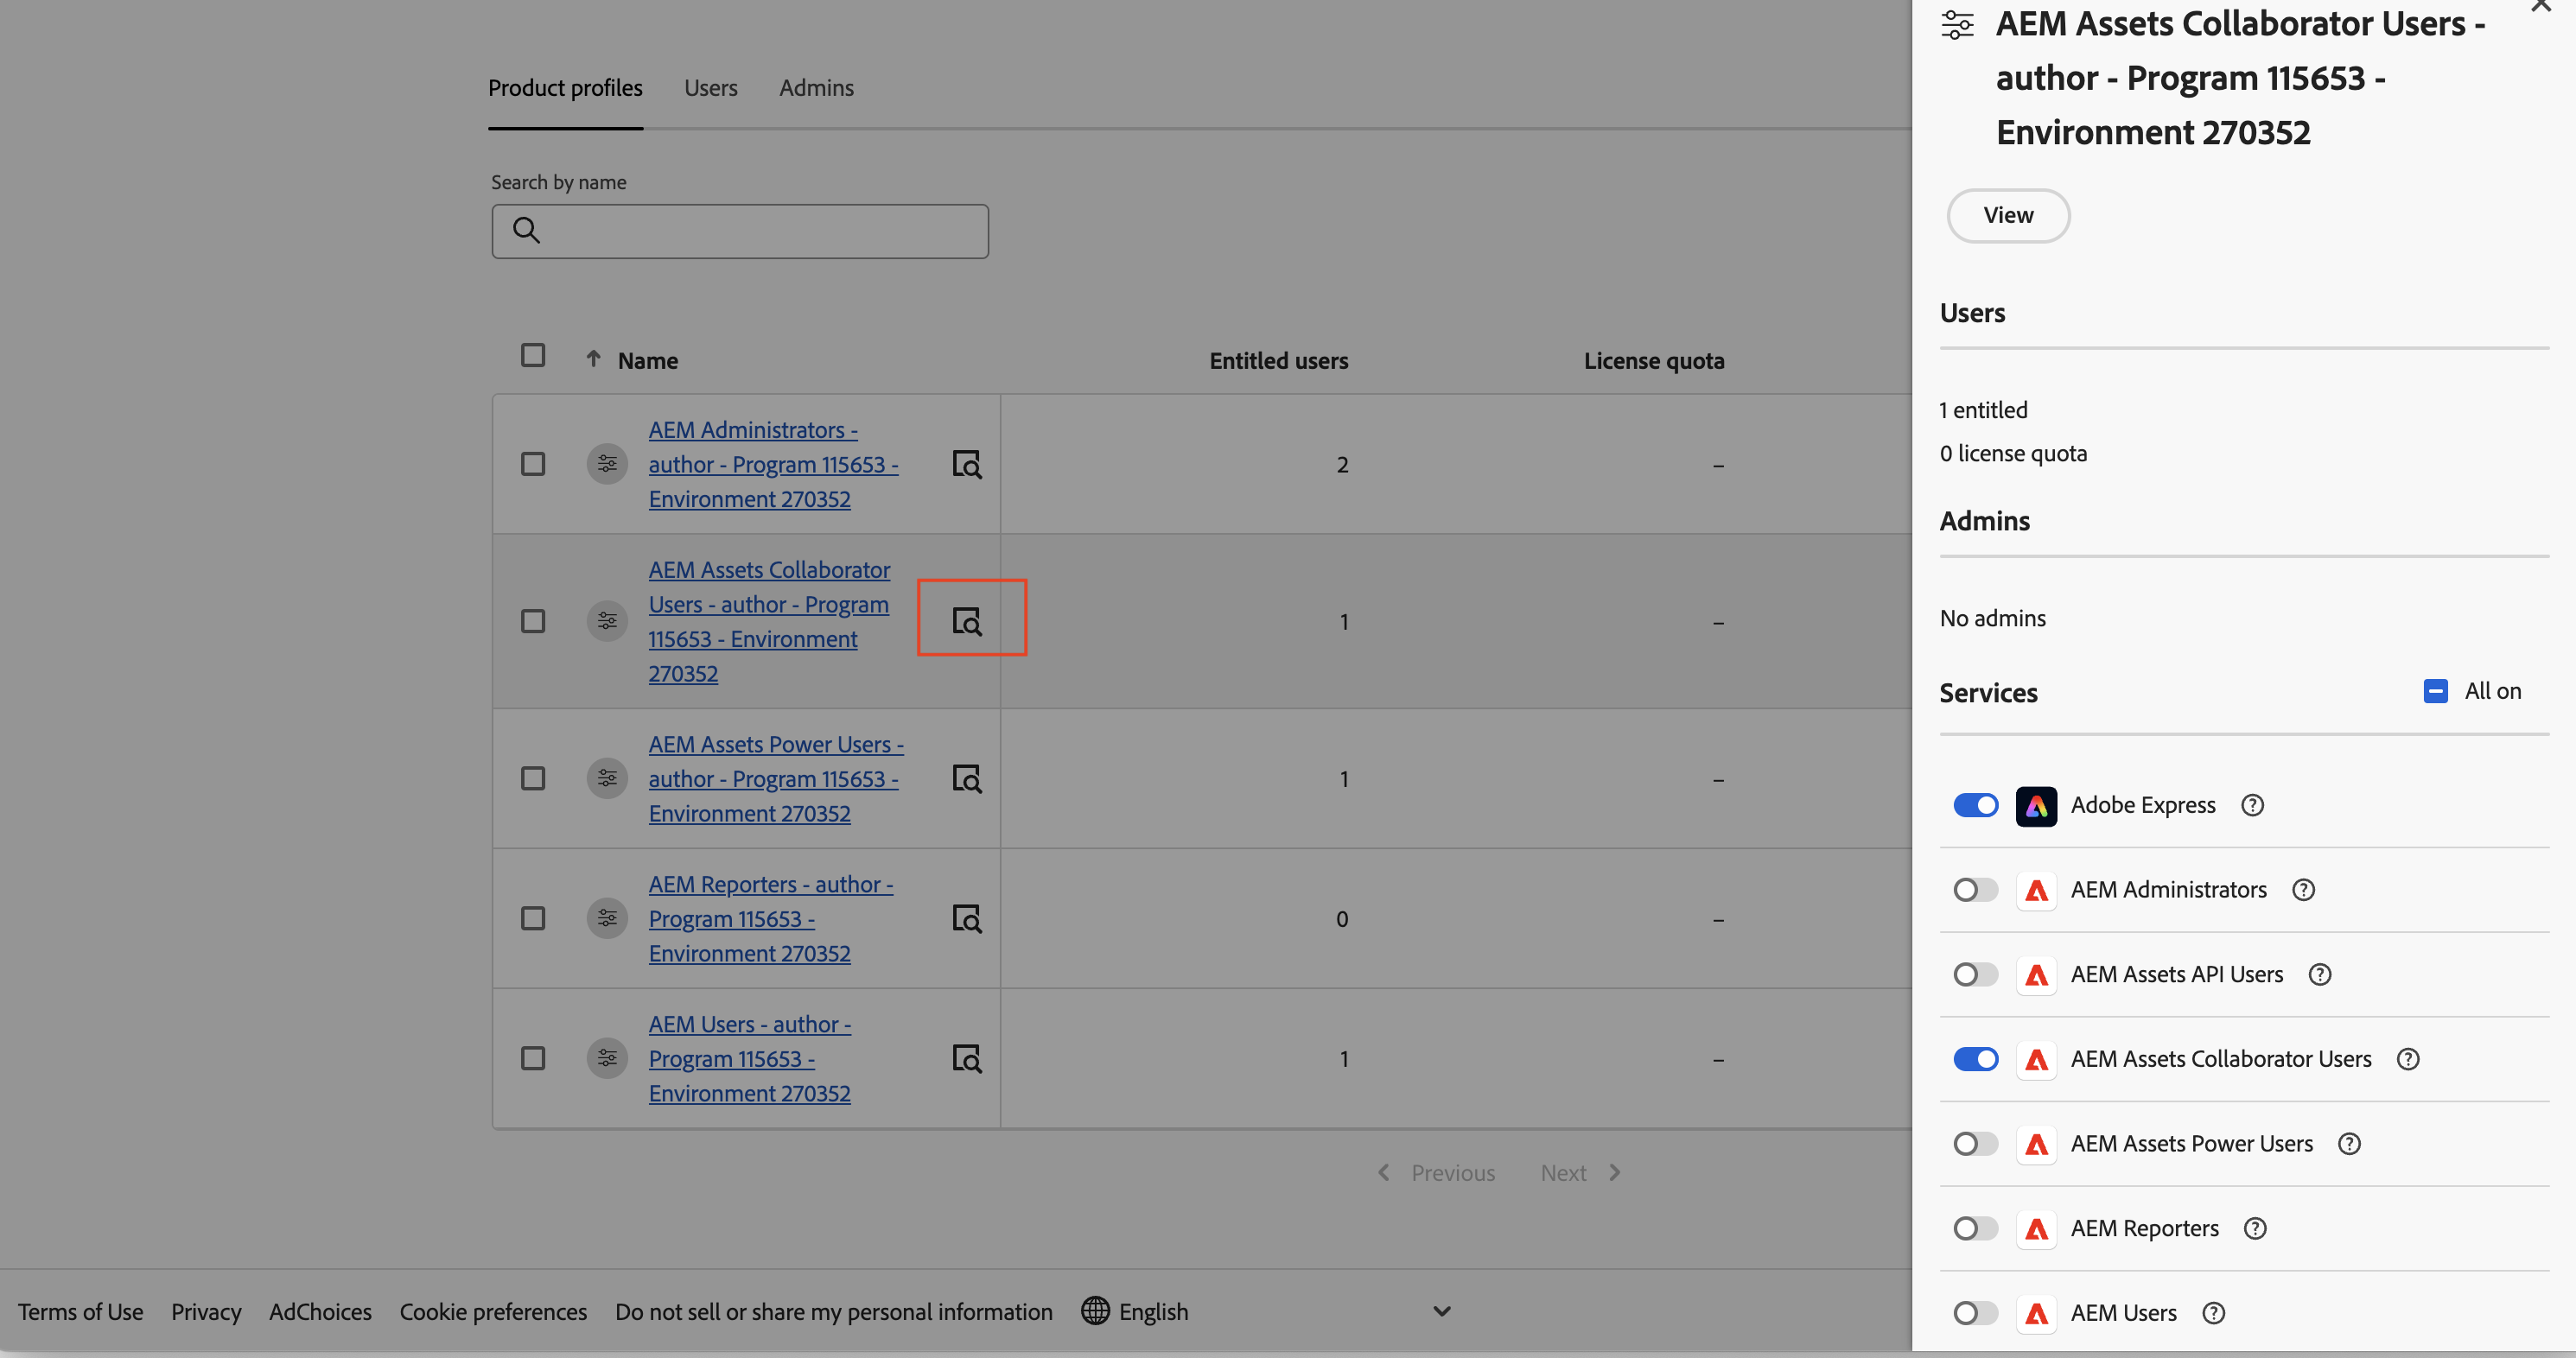 Product profiles Users Admins
Search by name
Name Entitled users License quota
AEM Administrators -
author - Program 115653 -
Environment 270352
2 –
AEM Assets Collaborator
Users - author - Program
115653 - Environment
270352
1 –
AEM Assets Power Users -
author - Program 115653 -
Environment 270352
1 –
AEM Reporters - author -
Program 115653 -
Environment 270352
0 –
AEM Users - author -
Program 115653 -
Environment 270352
1 –
Previous Next
Terms of Use Privacy AdChoices Cookie preferences Do not sell or share my personal information English
AEM Assets Collaborator Users -
author - Program 115653 -
Environment 270352
View
Users
1 entitled
0 license quota
Admins
No admins
Services All on
Adobe Express
AEM Administrators
AEM Assets API Users
AEM Assets Collaborator Users
AEM Assets Power Users
AEM Reporters
AEM Users